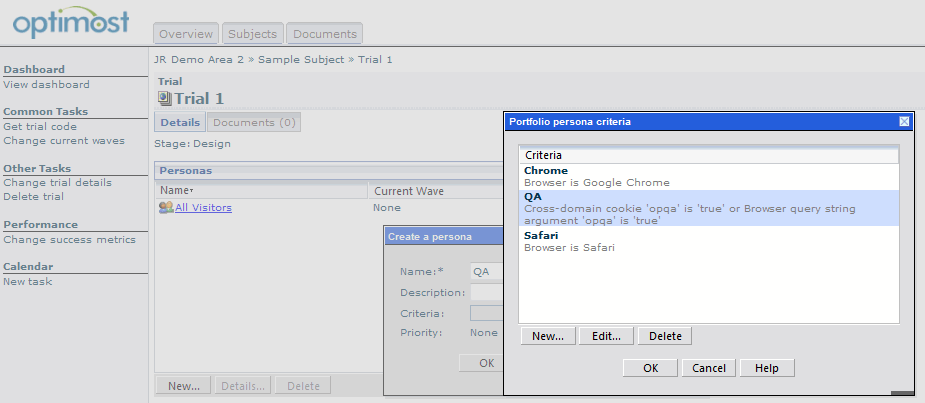 optimost
Overview Subjects Documents
Dashboard
View dashboard
Common Tasks
Get trial code
Change current waves
Other Tasks
Change trial details
Delete trial
Performance
Change success metrics
Calendar
New task
JR Demo Area 2 » Sample Subject » Trial 1
Trial
Trial 1
Details Documents (0)
Stage: Design
Personas
Name Current Wave
All Visitors None
New... Details... Delete
Create a persona
Name:* QA
Description:
Criteria:
Priority: None
OK
Portfolio persona criteria
Criteria
Chrome
Browser is Google Chrome
QA
Cross-domain cookie 'opqa' is 'true' or Browser query string
argument 'opqa' is 'true'
Safari
Browser is Safari
New... Edit... Delete
OK Cancel Help